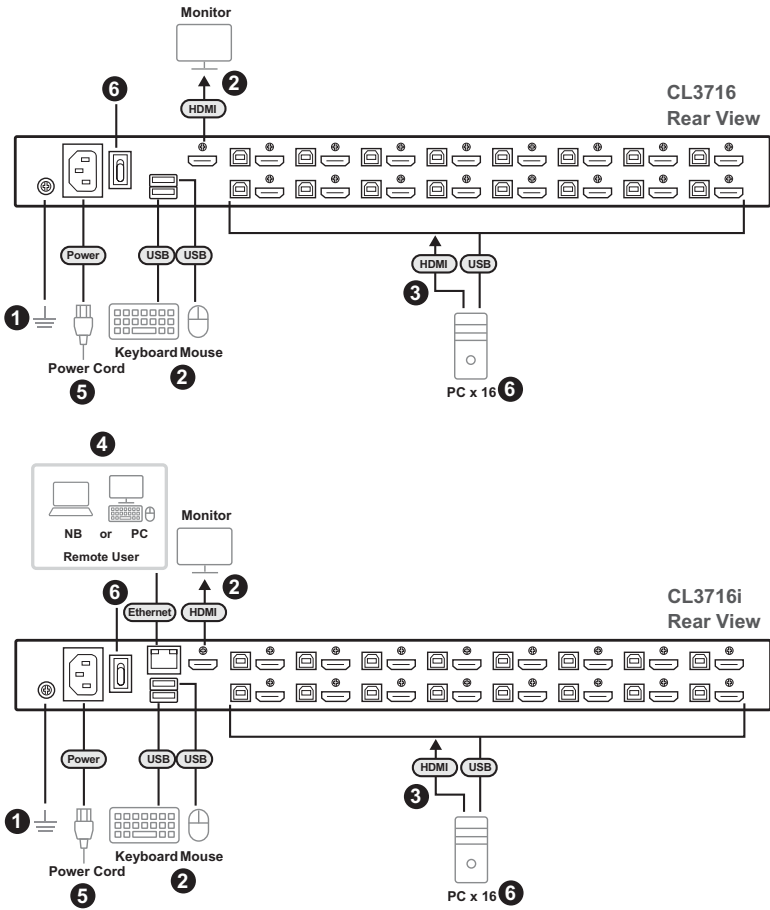 Monitor
2
6
HDMI
CL3716
Rear View
Power
USB
USB
HDMI
USB
3
1
Keyboard
Mouse
Power Cord
2
5
PC x 16
6
4
NB or PC
Remote User
Monitor
2
6
Ethernet
HDMI
CL3716i
Rear View
Power
USB
USB
HDMI
USB
3
1
Keyboard
Mouse
Power Cord
2
5
PC x 16
6